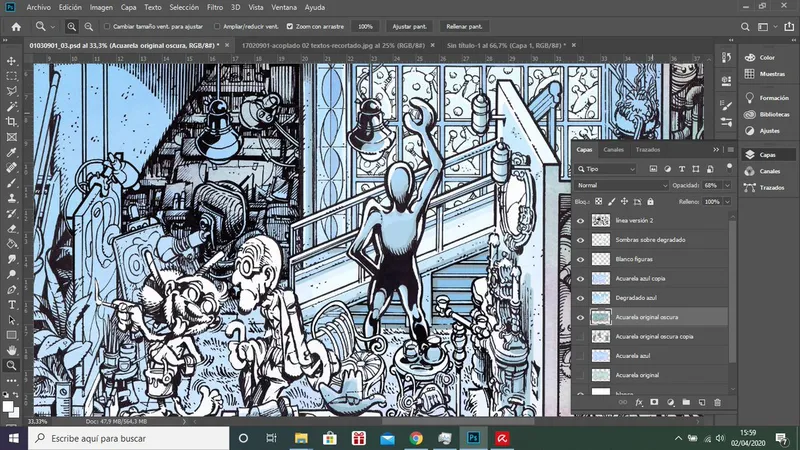 Archivo Edición Imagen Capa Texto Selección Filtro 3D Vista Ventana Ayuda
Cambiar tamaño vent. para ajustar Ampliar/reducir vent. Zoom con arrastre 100% Ajustar pant. Rellenar pant.
01030901_03.psd al 33,3% (Acuarela original oscura, RGB/8#) * 17020901-acoplado 02 textos-recortado.jpg al 25% (RGB/8#) Sin título-1 al 66,7% (Capa 1, RGB/8#) *
Color
Muestras
Formación
Bibliotecas
Ajustes
Capas
Canales
Trazados
Capas Canales Trazados
Tipo
Normal Opacidad: 68%
Bloq.: Relleno: 100%
línea versión 2
Sombras sobre degradado
Blanco figuras
Acuarela azul copia
Degradado azul
Acuarela original oscura
Acuarela original oscura copia
Acuarela azul
Acuarela original
blanco
33,33% Doc: 47,9 MB/564,3 MB
Escribe aquí para buscar
15:59
02/04/2020